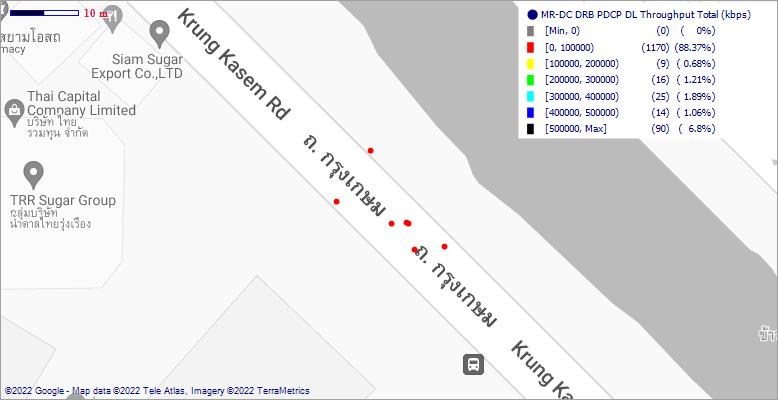 10 m
สยามโอสถ
macy
Siam Sugar
Export Co.,LTD
Thai Capital
Company Limited
บริษัท ไทย
รวมทุน จำกัด
TRR Sugar Group
กลุ่มบริษัท
น้ำตาลไทยรุ่งเรือง
Krung Kasem Rd
ถ. กรุงเกษม
ถ. กรุงเกษม
Krung Ka
ข้าว
MR-DC DRB PDCP DL Throughput Total (kbps)
[Min, 0) (0) ( 0%)
[0, 100000) (1170) (88.37%)
[100000, 200000) (9) ( 0.68%)
[200000, 300000) (16) ( 1.21%)
[300000, 400000) (25) ( 1.89%)
[400000, 500000) (14) ( 1.06%)
[500000, Max] (90) ( 6.8%)
©2022 Google - Map data ©2022 Tele Atlas, Imagery ©2022 TerraMetrics